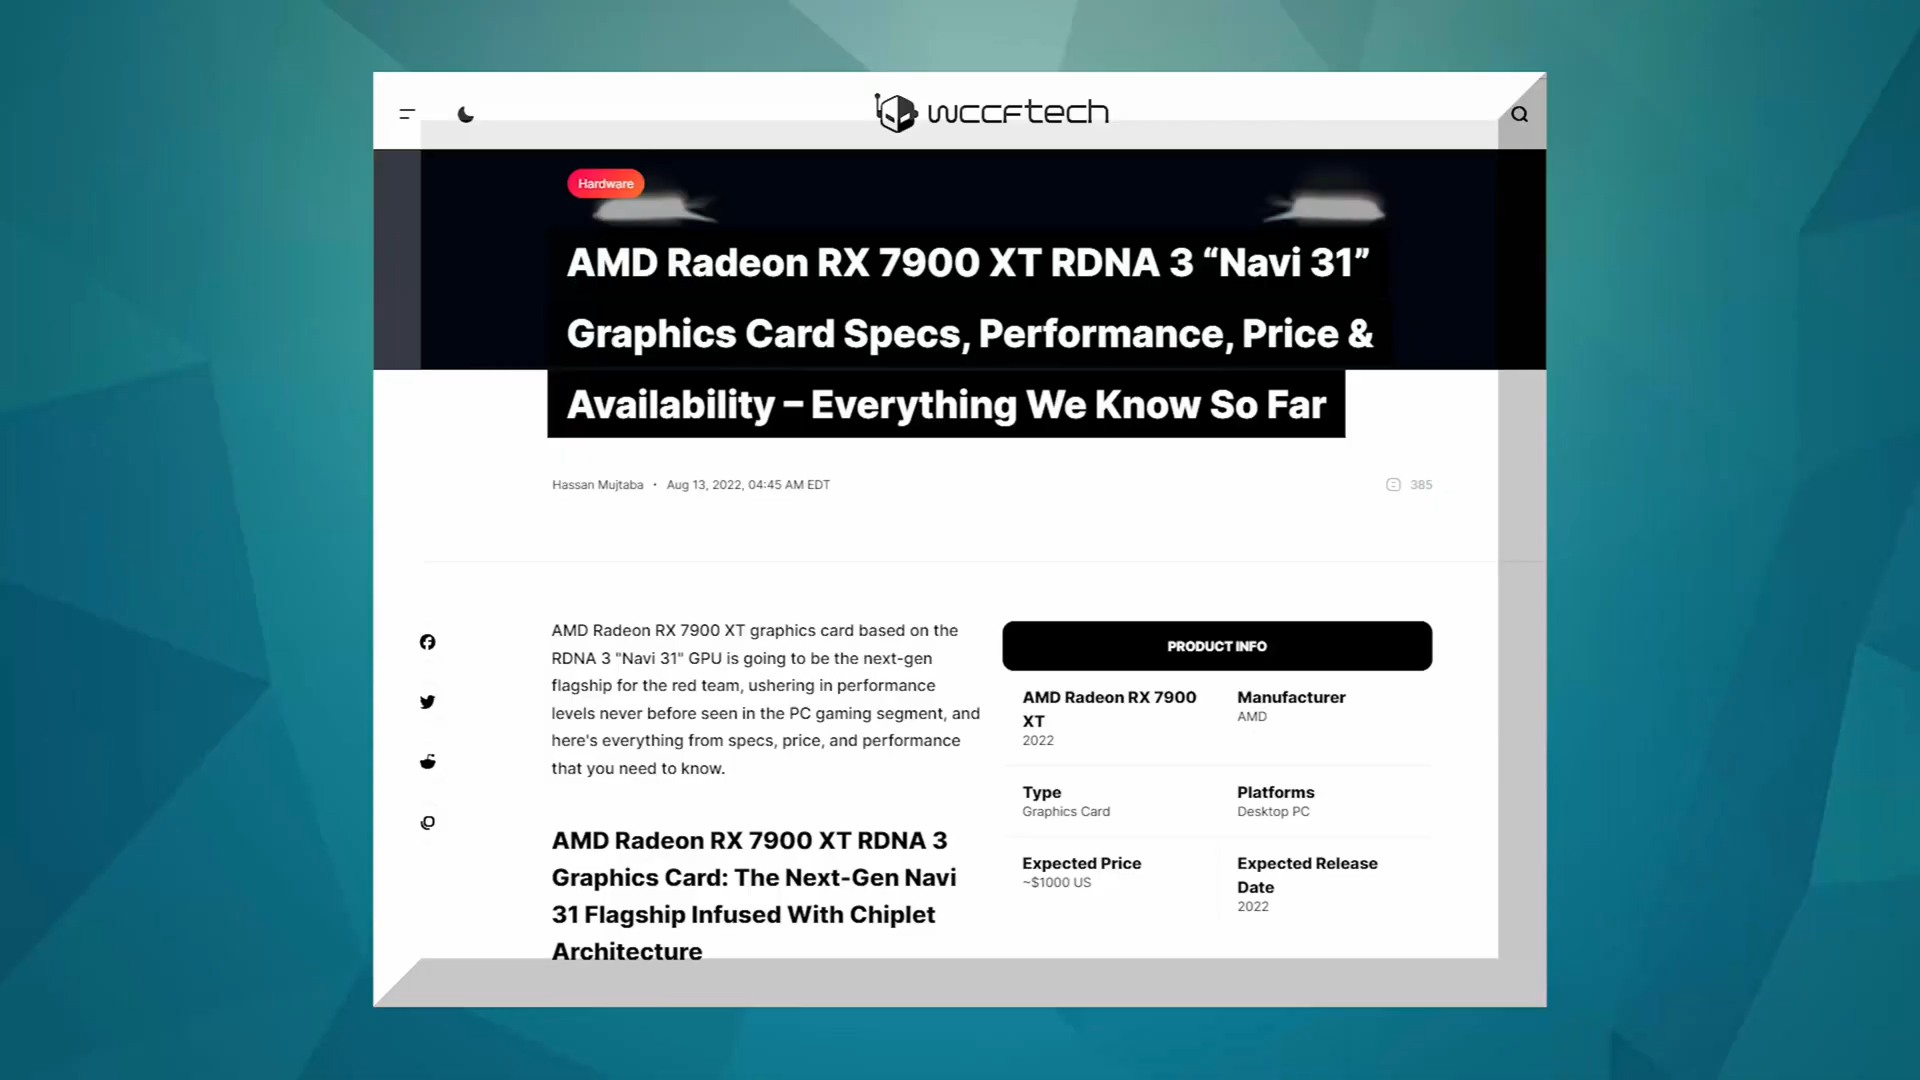 wccftech
Hardware
AMD Radeon RX 7900 XT RDNA 3 “Navi 31”
Graphics Card Specs, Performance, Price &
Availability – Everything We Know So Far
Hassan Mujtaba • Aug 13, 2022, 04:45 AM EDT
385
AMD Radeon RX 7900 XT graphics card based on the
RDNA 3 "Navi 31" GPU is going to be the next-gen
flagship for the red team, ushering in performance
levels never before seen in the PC gaming segment, and
here's everything from specs, price, and performance
that you need to know.
AMD Radeon RX 7900 XT RDNA 3
Graphics Card: The Next-Gen Navi
31 Flagship Infused With Chiplet
Architecture
PRODUCT INFO
AMD Radeon RX 7900
XT
2022
Manufacturer
AMD
Type
Graphics Card
Platforms
Desktop PC
Expected Price
~$1000 US
Expected Release
Date
2022